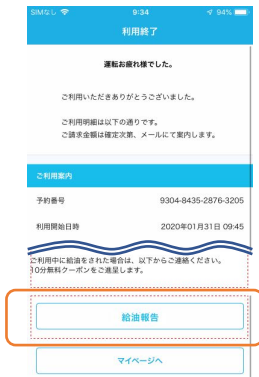 SIMなし 9:34 94%
利用終了
運転お疲れ様でした。
ご利用いただきありがとうございました。
ご利用明細は以下の通りです。
ご請求金額は確定次第、メールにて案内します。
ご利用案内
予約番号 9304-8435-2876-3205
利用開始日時 2020年01月31日 09:45
ご利用中に給油をされた場合は、以下からご連絡ください。
10分無料クーポンをご進呈します。
給油報告
マイページへ